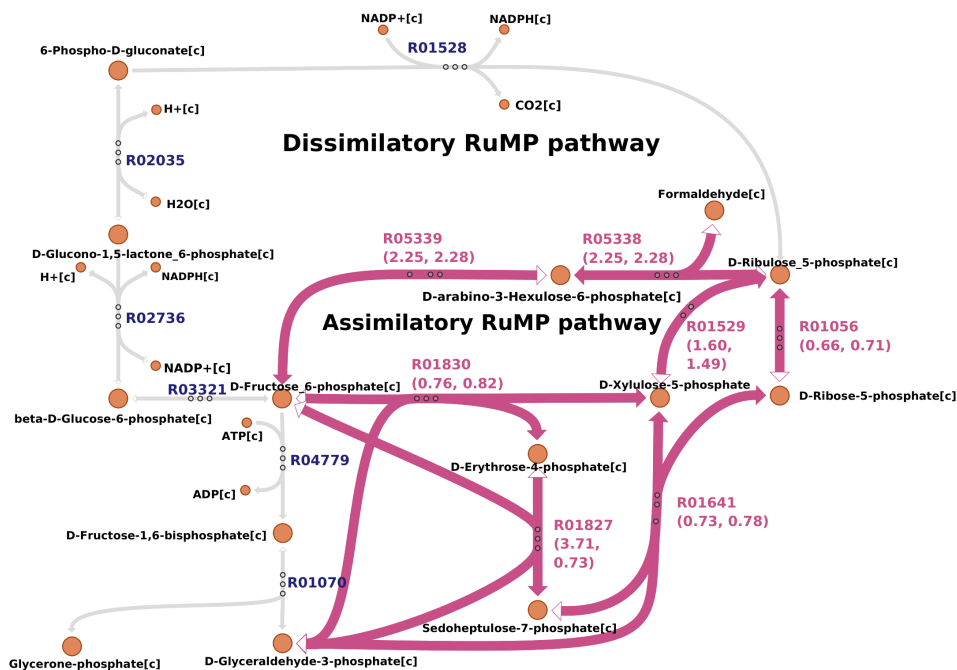 NADP+[c]
NADPH[c]
6-Phospho-D-gluconate[c]
R01528
H+[c]
CO2[c]
Dissimilatory RuMP pathway
R02035
H2O[c]
Formaldehyde[c]
R05339
(2.25, 2.28)
R05338
(2.25, 2.28)
D-Glucono-1,5-lactone_6-phosphate[c]
D-Ribulose_5-phosphate[c]
H+[c]
NADPH[c]
D-arabino-3-Hexulose-6-phosphate[c]
R02736
Assimilatory RuMP pathway
R01529
(1.60,
1.49)
R01056
(0.66, 0.71)
NADP+[c]
R01830
(0.76, 0.82)
R03321
D-Fructose_6-phosphate[c]
D-Xylulose-5-phosphate
D-Ribose-5-phosphate[c]
beta-D-Glucose-6-phosphate[c]
ATP[c]
R04779
D-Erythrose-4-phosphate[c]
ADP[c]
R01641
(0.73, 0.78)
D-Fructose-1,6-bisphosphate[c]
R01827
(3.71,
0.73)
R01070
Sedoheptulose-7-phosphate[c]
Glycerone-phosphate[c]
D-Glyceraldehyde-3-phosphate[c]